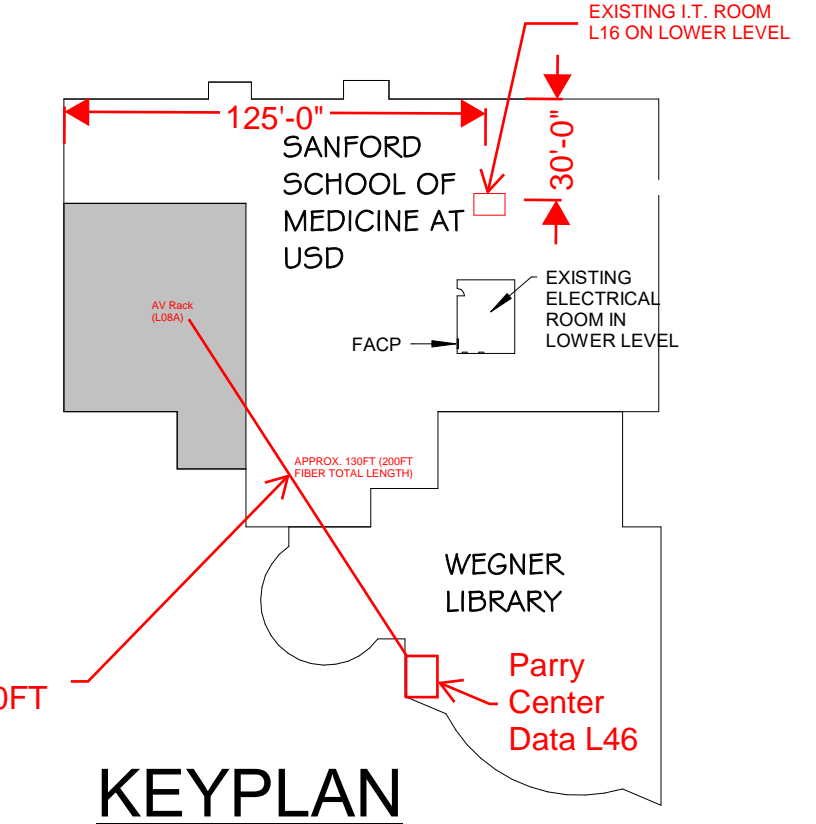 EXISTING I.T. ROOM
L16 ON LOWER LEVEL
125'-0"
30'-0"
SANFORD
SCHOOL OF
MEDICINE AT
USD
EXISTING
ELECTRICAL
ROOM IN
LOWER LEVEL
AV Rack
(L08A)
FACP
APPROX. 130FT (200FT
FIBER TOTAL LENGTH)
WEGNER
LIBRARY
0FT
Parry
Center
Data L46
KEYPLAN